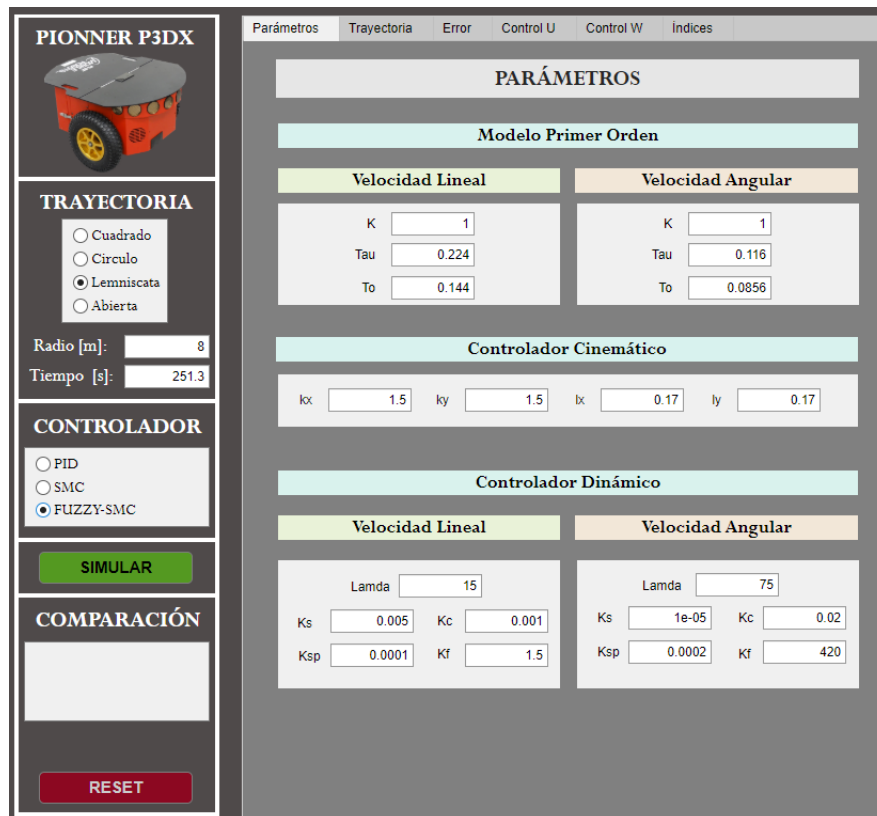 PIONNER P3DX
TRAYECTORIA
Cuadrado
Circulo
Lemniscata
Abierta
Radio [m]: 8
Tiempo [s]: 251.3
CONTROLADOR
PID
SMC
FUZZY-SMC
SIMULAR
COMPARACIÓN
RESET
Parámetros Trayectoria Error Control U Control W Índices
PARÁMETROS
Modelo Primer Orden
Velocidad Lineal Velocidad Angular
K 1 K 1
Tau 0.224 Tau 0.116
To 0.144 To 0.0856
Controlador Cinemático
kx 1.5 ky 1.5 lx 0.17 ly 0.17
Controlador Dinámico
Velocidad Lineal Velocidad Angular
Lamda 15 Lamda 75
Ks 0.005 Kc 0.001 Ks 1e-05 Kc 0.02
Ksp 0.0001 Kf 1.5 Ksp 0.0002 Kf 420